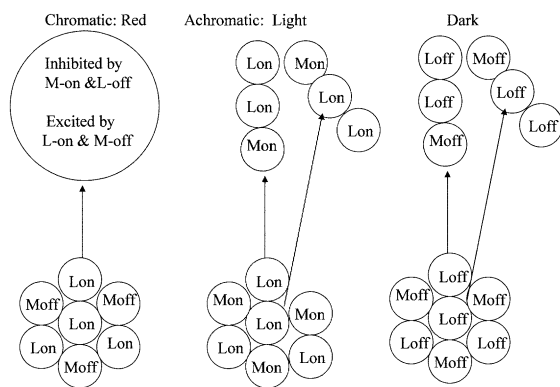 Chromatic: Red
Achromatic: Light
Dark
Inhibited by
M-on &L-off
Excited by
L-on & M-off
Lon
Lon
Mon
Mon
Lon
Lon
Loff
Loff
Moff
Moff
Loff
Loff
Lon
Moff
Moff
Lon
Lon
Lon
Moff
Lon
Mon
Mon
Lon
Lon
Lon
Mon
Loff
Moff
Moff
Loff
Loff
Loff
Moff